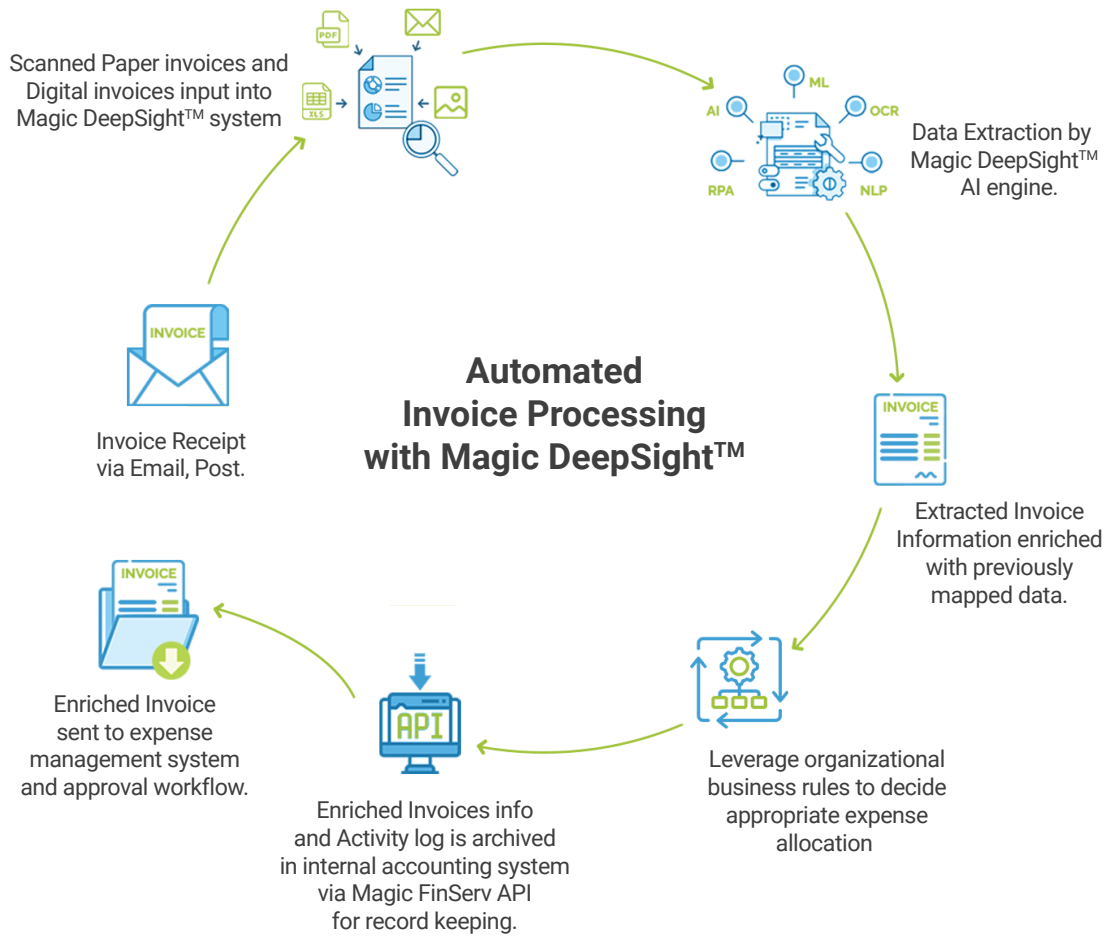 Scanned Paper invoices and
Digital invoices input into
Magic DeepSight™ system
PDF
XLS
ML
AI
OCR
RPA
NLP
Data Extraction by
Magic DeepSight™
AI engine.
INVOICE
Invoice Receipt
via Email, Post.
Automated
Invoice Processing
with Magic DeepSight™
INVOICE
Extracted Invoice
Information enriched
with previously
mapped data.
Leverage organizational
business rules to decide
appropriate expense
allocation
API
Enriched Invoices info
and Activity log is archived
in internal accounting system
via Magic FinServ API
for record keeping.
INVOICE
Enriched Invoice
sent to expense
management system
and approval workflow.